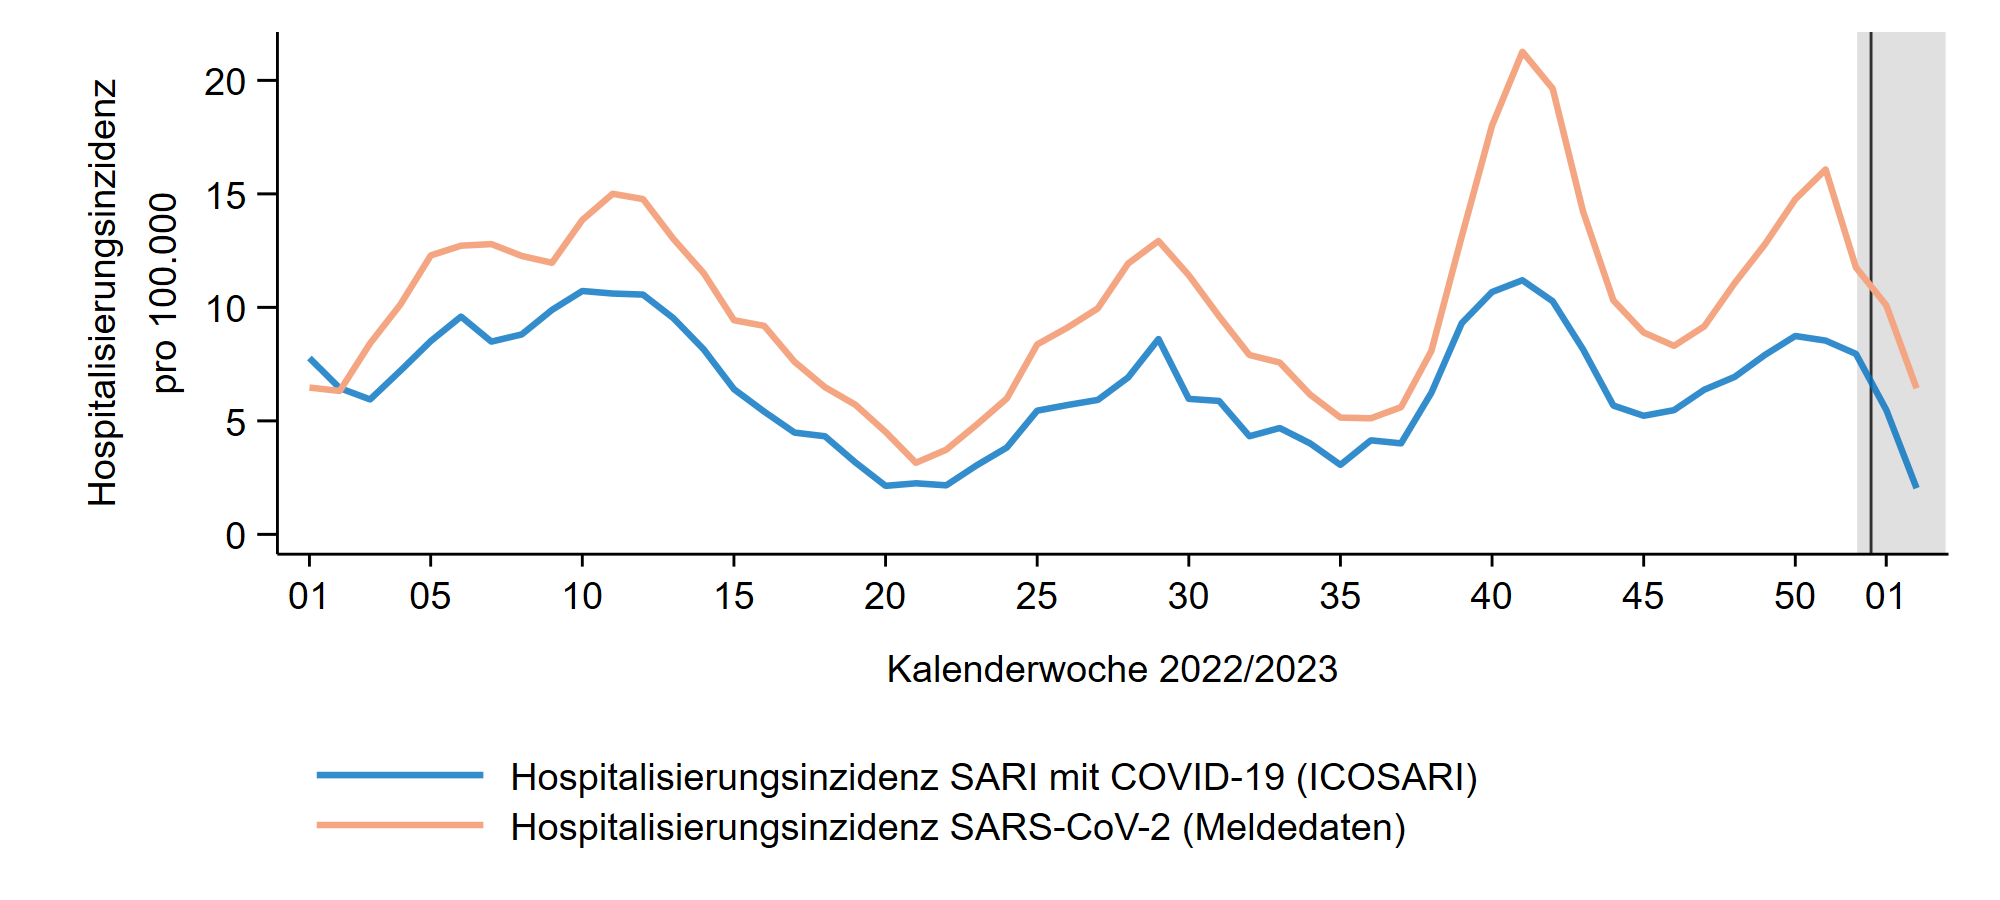 Hospitalisierungsinzidenz
pro 100.000
20
15
10
5
0
01 05 10 15 20 25 30 35 40 45 50 01
Kalenderwoche 2022/2023
Hospitalisierungsinzidenz SARI mit COVID-19 (ICOSARI)
Hospitalisierungsinzidenz SARS-CoV-2 (Meldedaten)